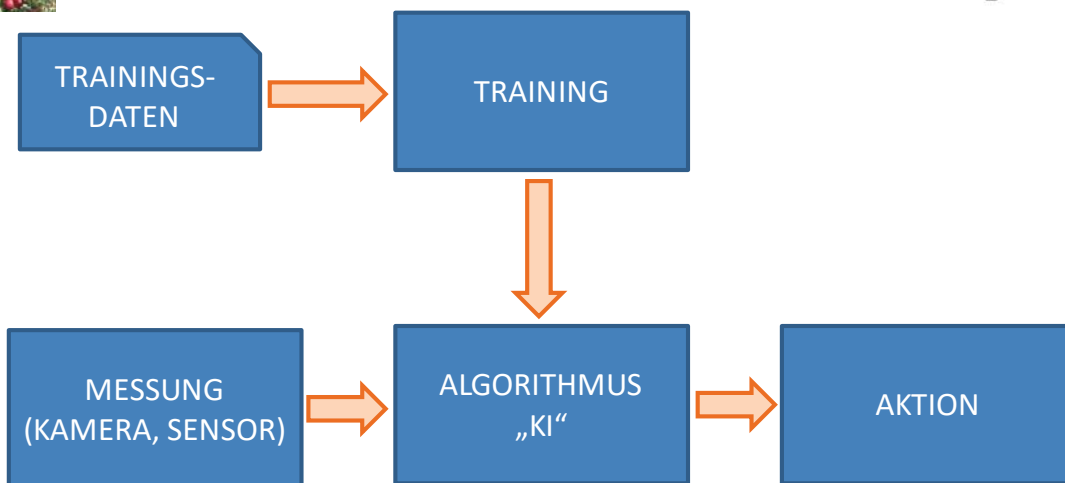 TRAININGS-
DATEN
TRAINING
MESSUNG
(KAMERA, SENSOR)
ALGORITHMUS
„KI“
AKTION